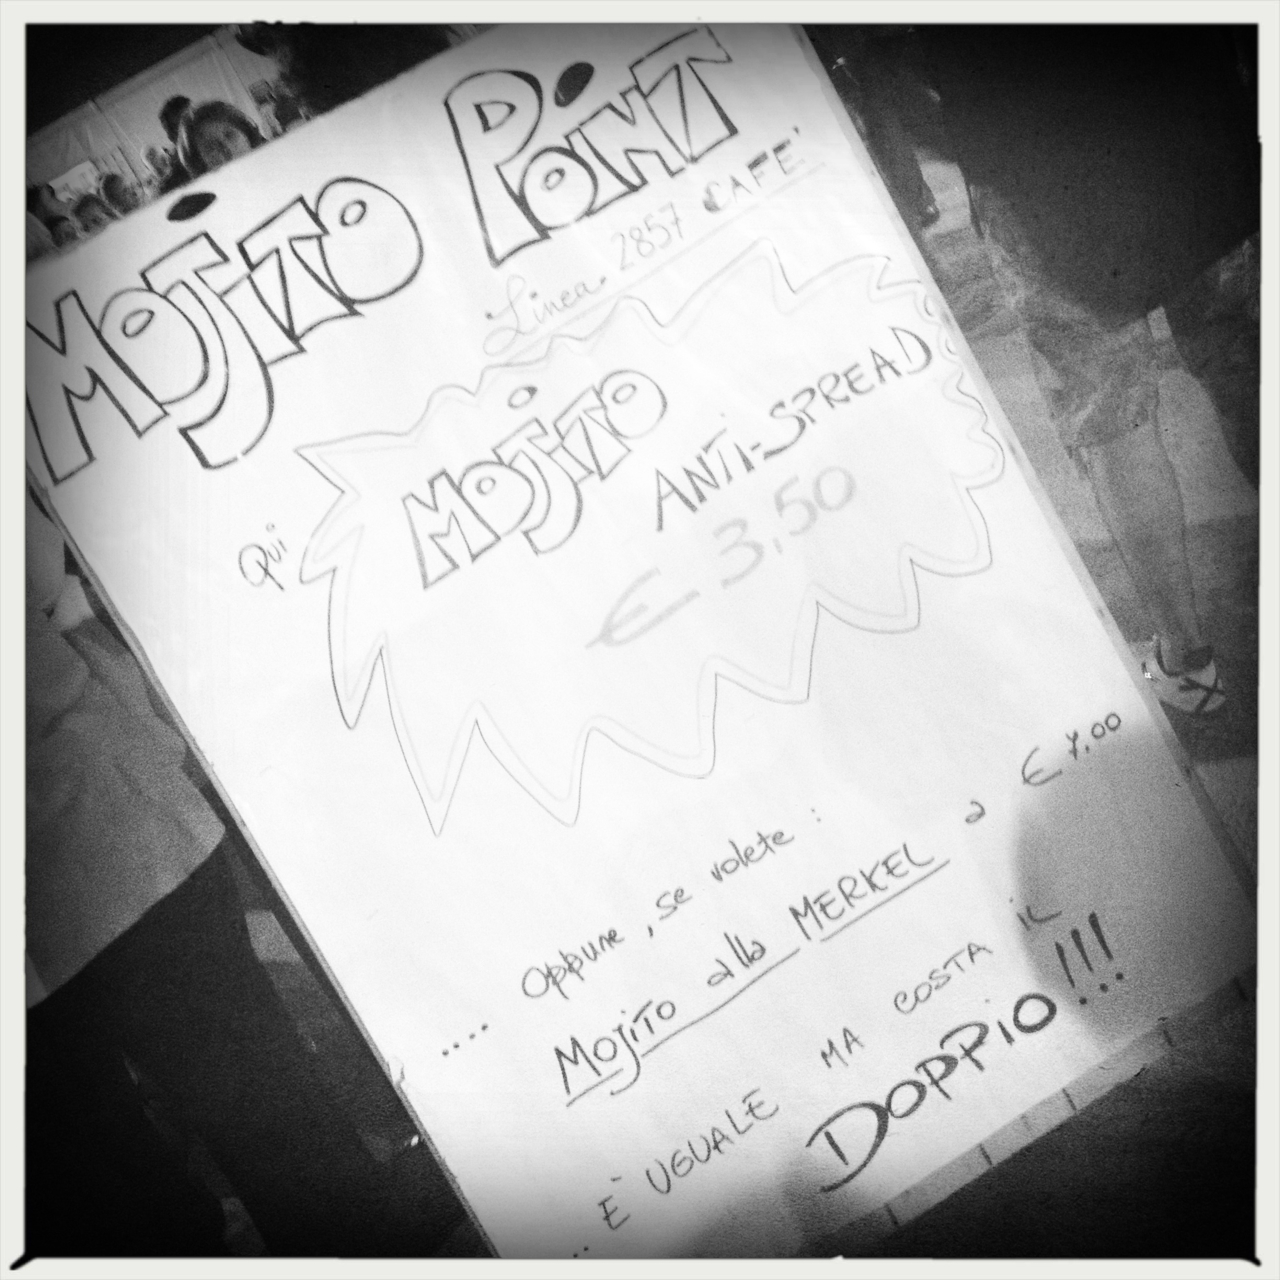 MOJITO POINT
Linea. 2857 CAFE'
Qui
MOJITO
ANTI-SPREAD
€ 3,50
.... oppure, se volete:
MOJITO alla MERKEL a € 7,00
.. E' UGUALE MA COSTA IL
DOPPIO!!!